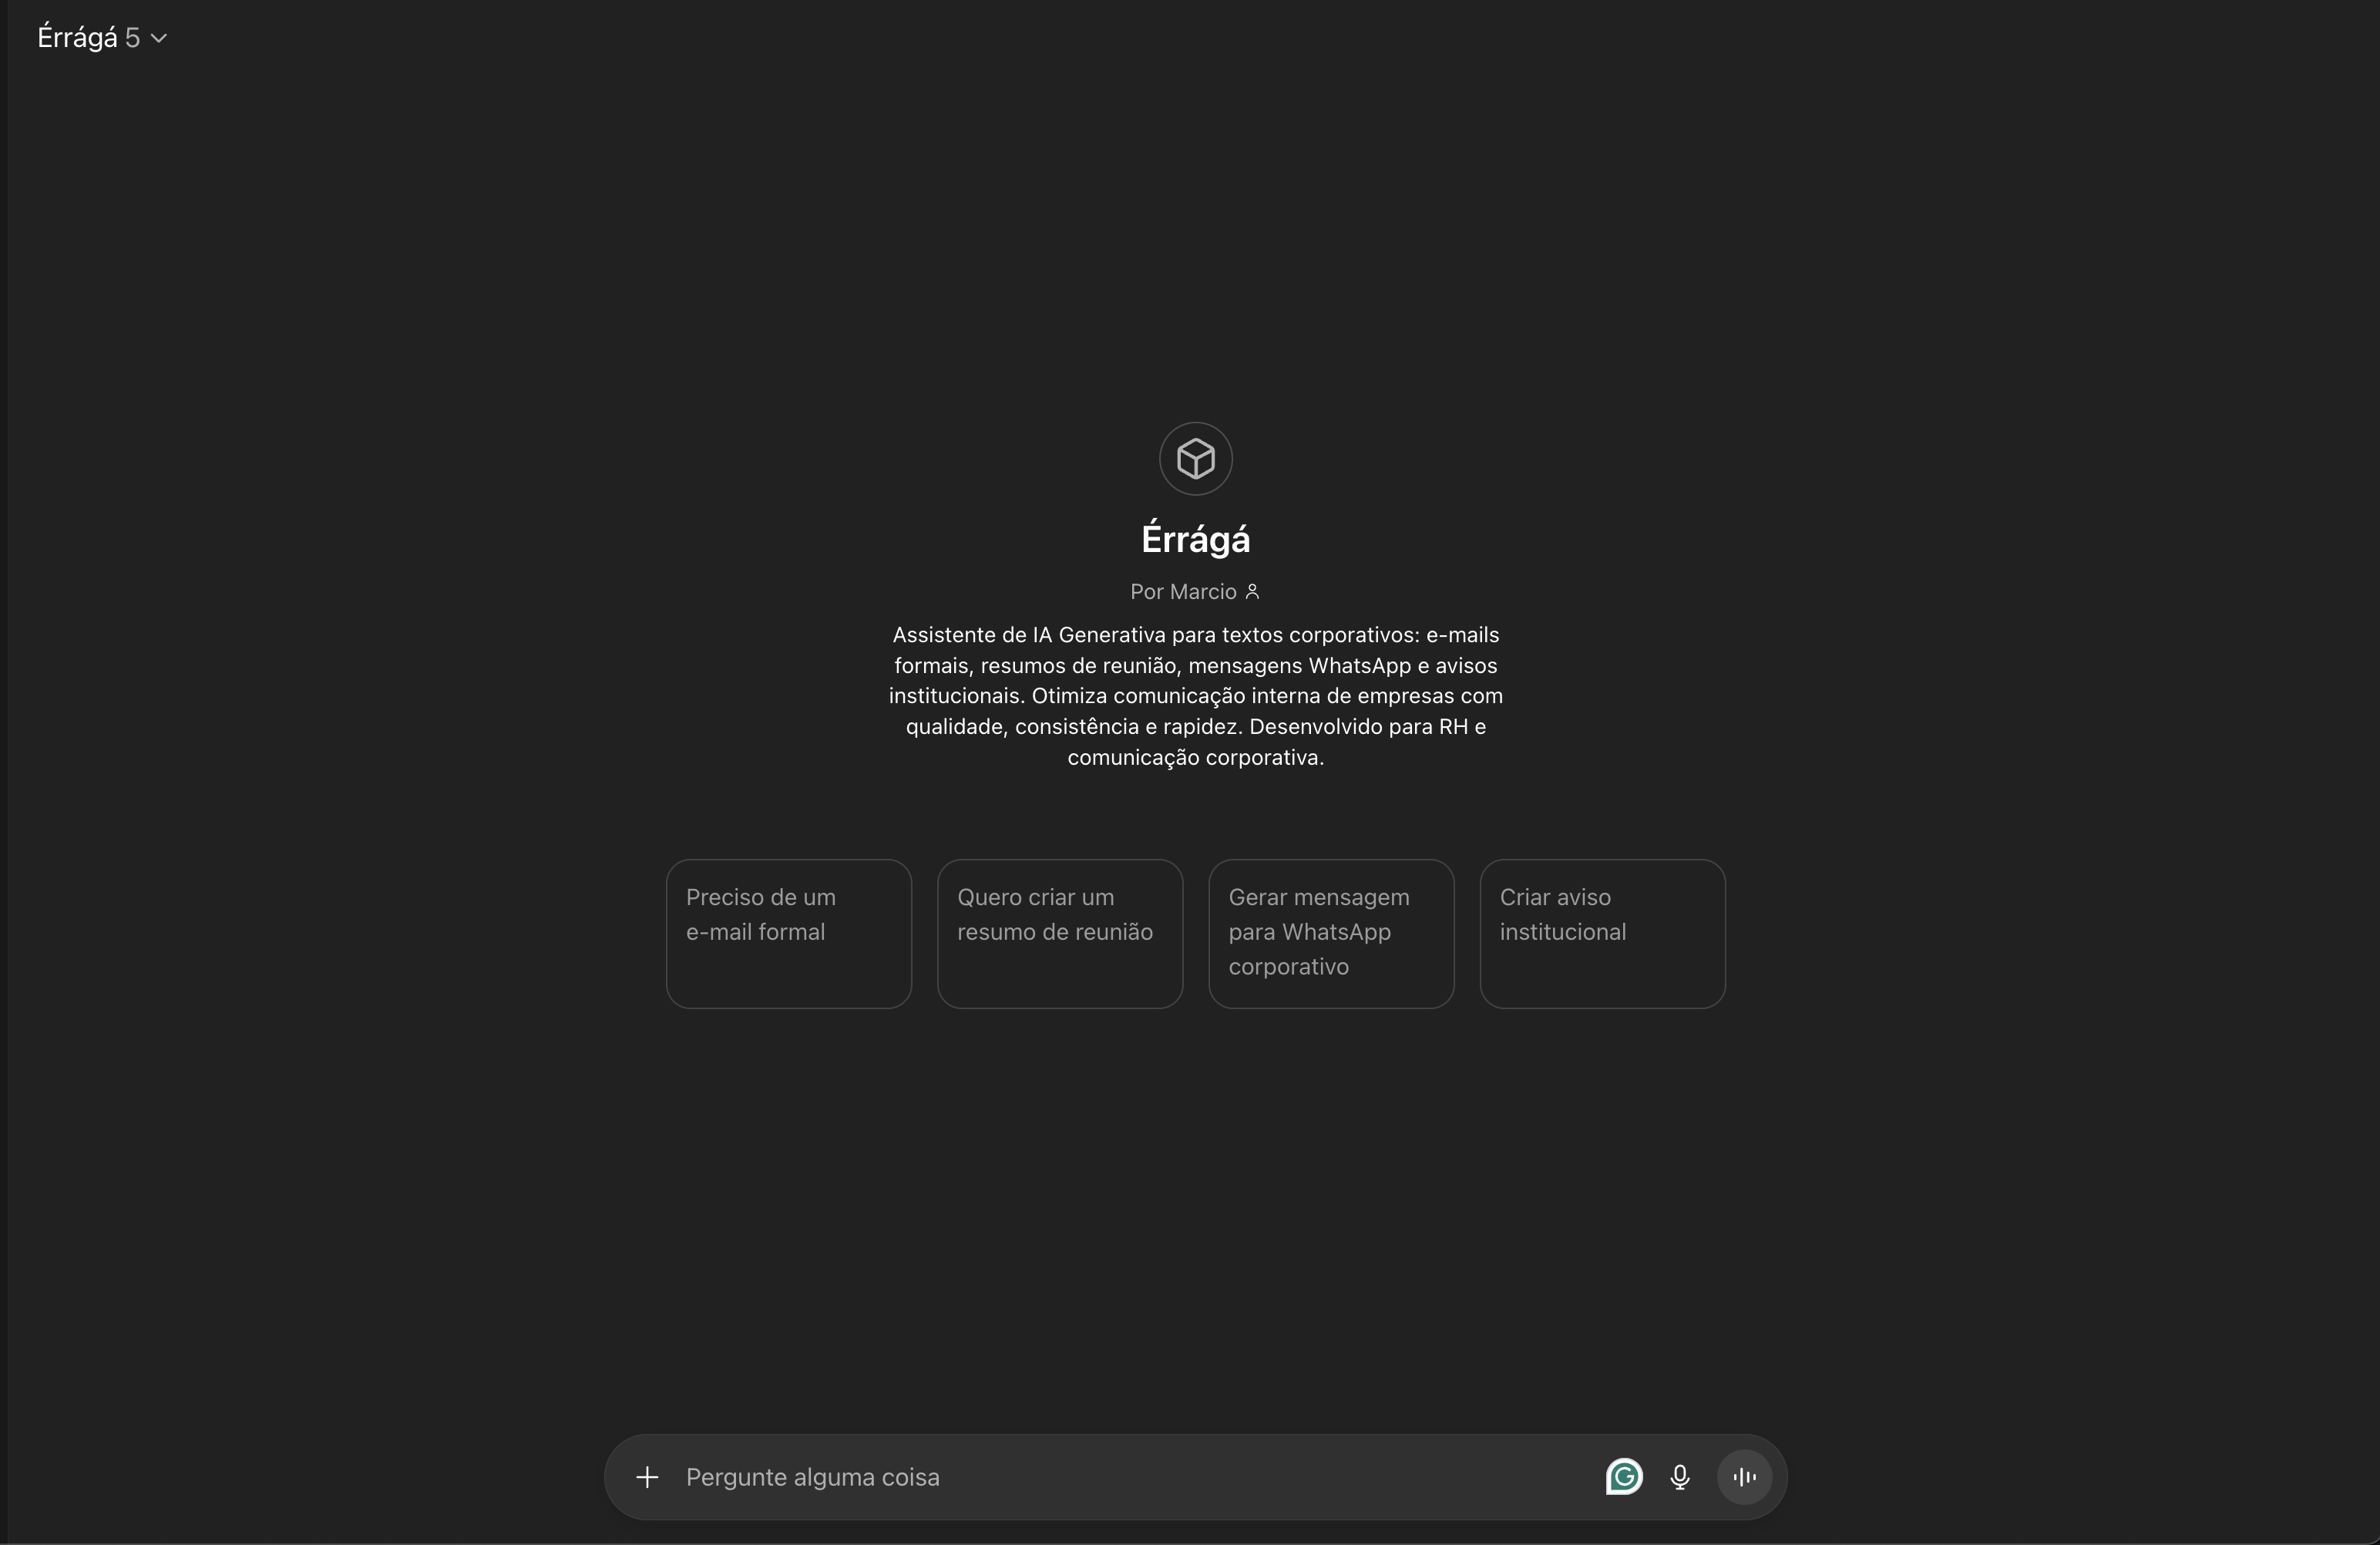 Érrágá 5
Érrágá
Por Marcio
Assistente de IA Generativa para textos corporativos: e-mails
formais, resumos de reunião, mensagens WhatsApp e avisos
institucionais. Otimiza comunicação interna de empresas com
qualidade, consistência e rapidez. Desenvolvido para RH e
comunicação corporativa.
Preciso de um
e-mail formal
Quero criar um
resumo de reunião
Gerar mensagem
para WhatsApp
corporativo
Criar aviso
institucional
Pergunte alguma coisa